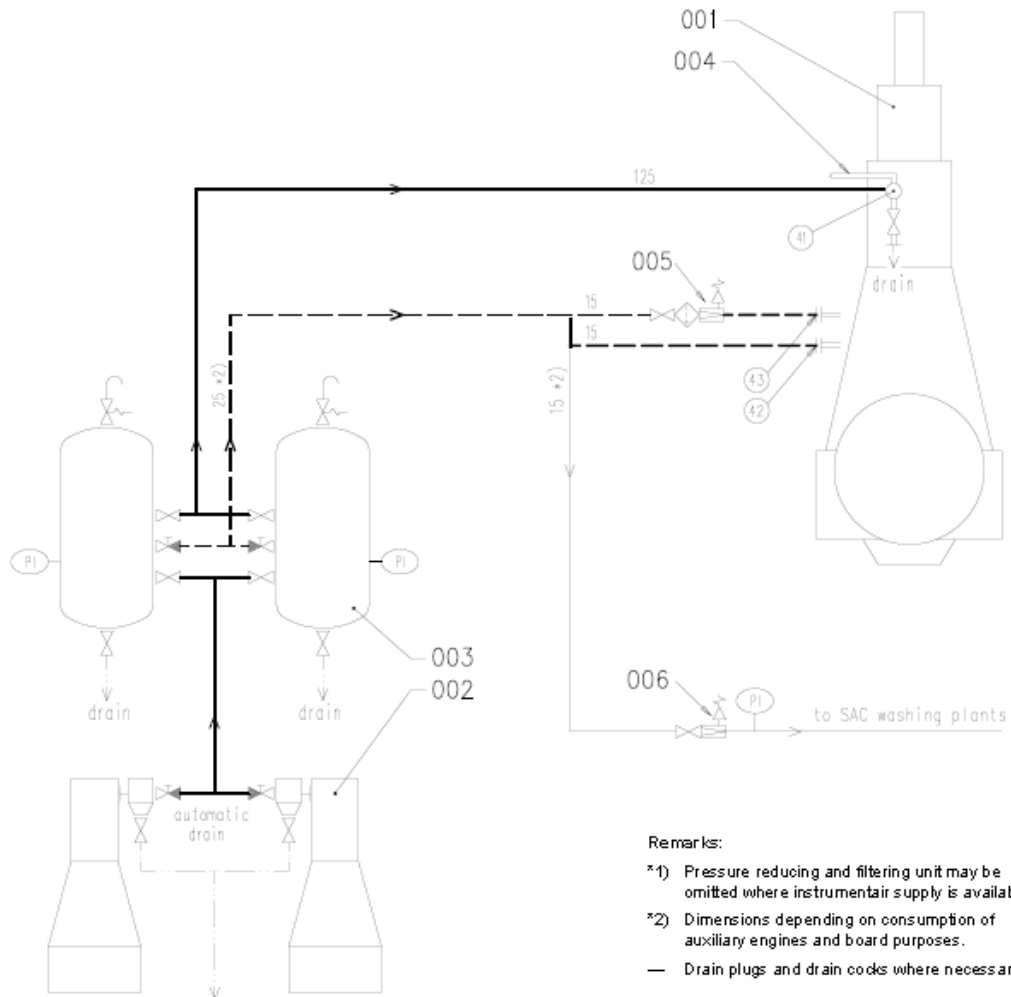 001
004
125
41
drain
005
15
15
43
42
25 *2)
15 *2)
PI
PI
003
002
drain
drain
006
PI
to SAC washing plants
automatic
drain
Remarks:
*1) Pressure reducing and filtering unit may be
omitted where instrumentair supply is availab
*2) Dimensions depending on consumption of
auxiliary engines and board purposes.
— Drain plugs and drain cocks where necessar